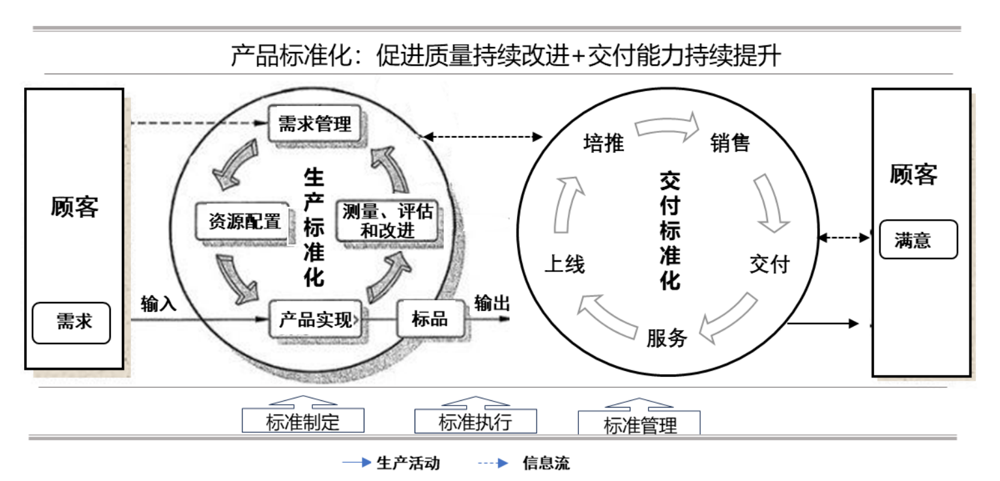 产品标准化：促进质量持续改进+交付能力持续提升
顾客
需求
输入
需求管理
资源配置
生产标准化
测量、评估
和改进
产品实现
标品
输出
培推
销售
交付标准化
上线
交付
服务
顾客
满意
标准制定
标准执行
标准管理
生产活动
信息流